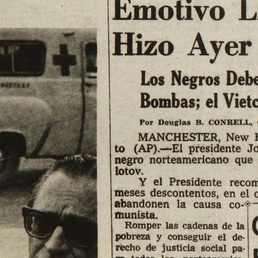 Emotivo L
Hizo Ayer
Los Negros Debe
Bombas; el Vietc
Por Douglas B. CONRELL,
MANCHESTER, New H
to (AP).—El presidente Jo
negro norteamericano que
lotov.
Y el Presidente recom
meses descontentos, en el
abandonen la causa co-
munista.
Romper las cadenas de la
pobreza y conseguir el de-
recho de justicia social pa-